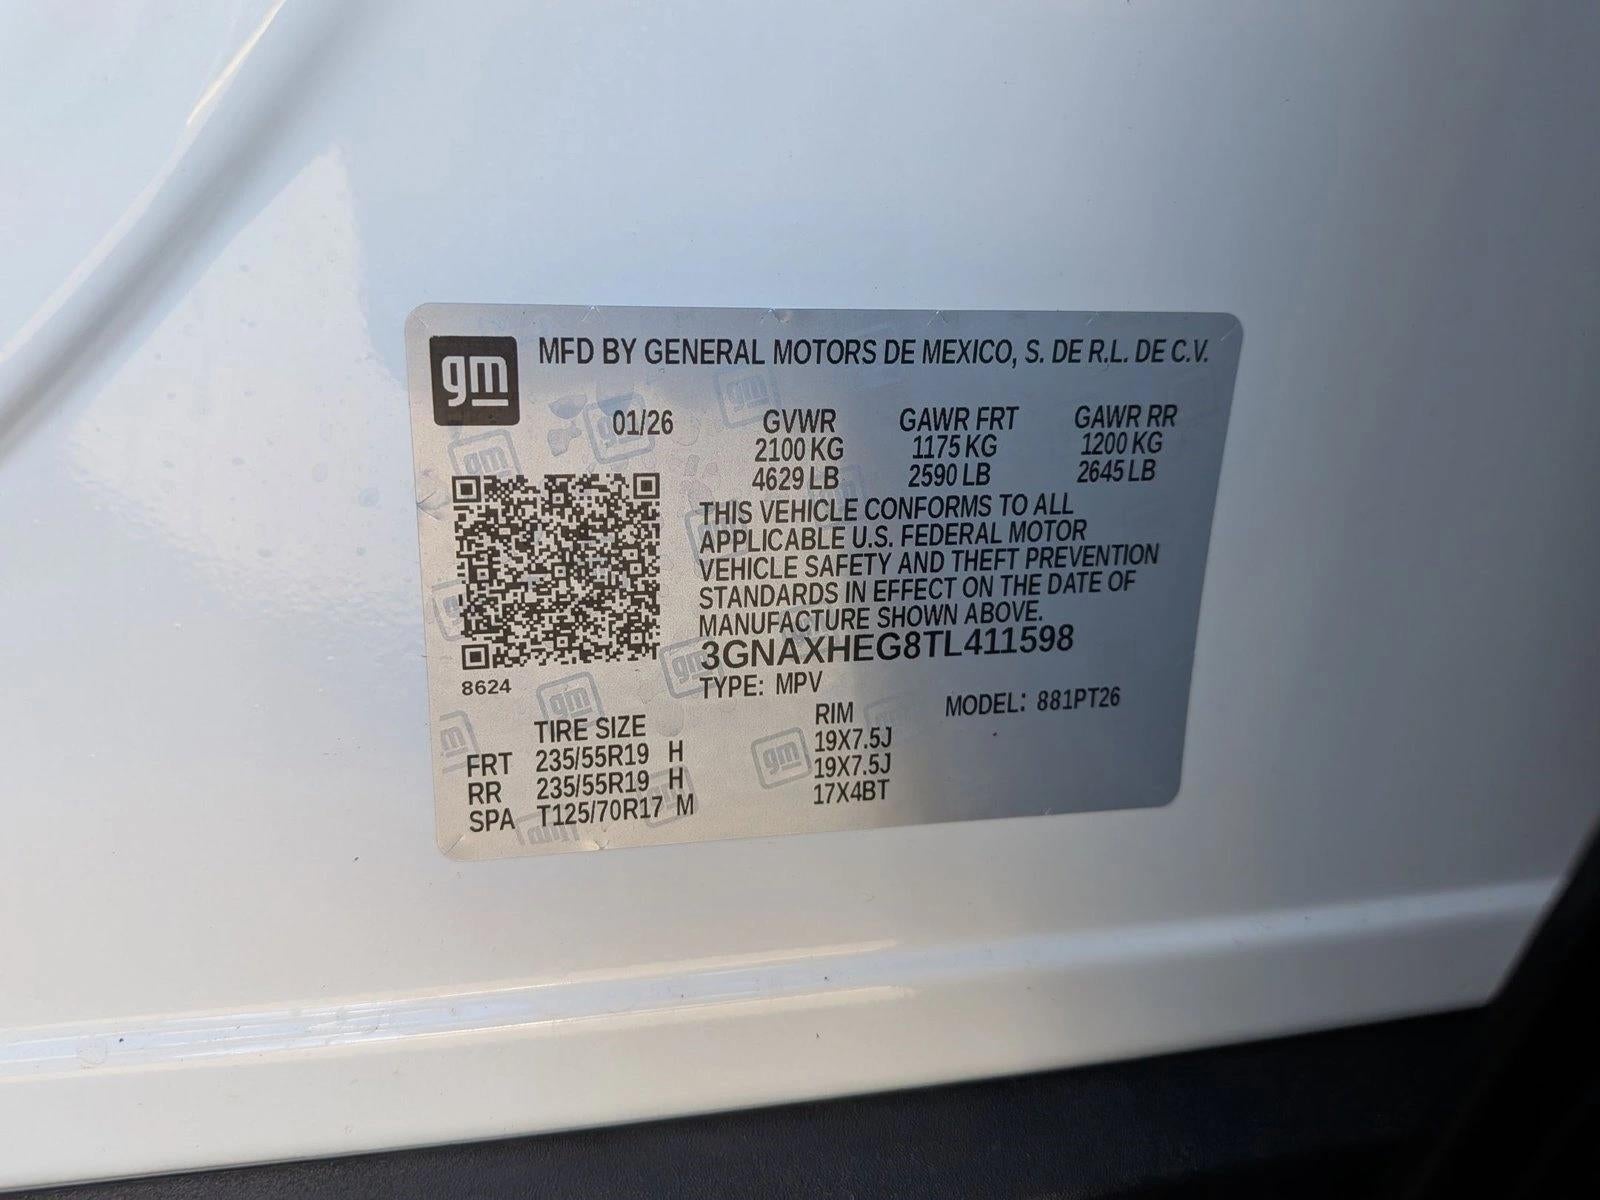 gm MFD BY GENERAL MOTORS DE MEXICO, S. DE R.L. DE C.V.
01/26 GVWR GAWR FRT GAWR RR
2100 KG 1175 KG 1200 KG
4629 LB 2590 LB 2645 LB
THIS VEHICLE CONFORMS TO ALL
APPLICABLE U.S. FEDERAL MOTOR
VEHICLE SAFETY AND THEFT PREVENTION
STANDARDS IN EFFECT ON THE DATE OF
MANUFACTURE SHOWN ABOVE.
3GNAXHEG8TL411598
8624 TYPE: MPV MODEL: 881PT26
TIRE SIZE RIM
FRT 235/55R19 H 19X7.5J
RR 235/55R19 H 19X7.5J
SPA T125/70R17 M 17X4BT